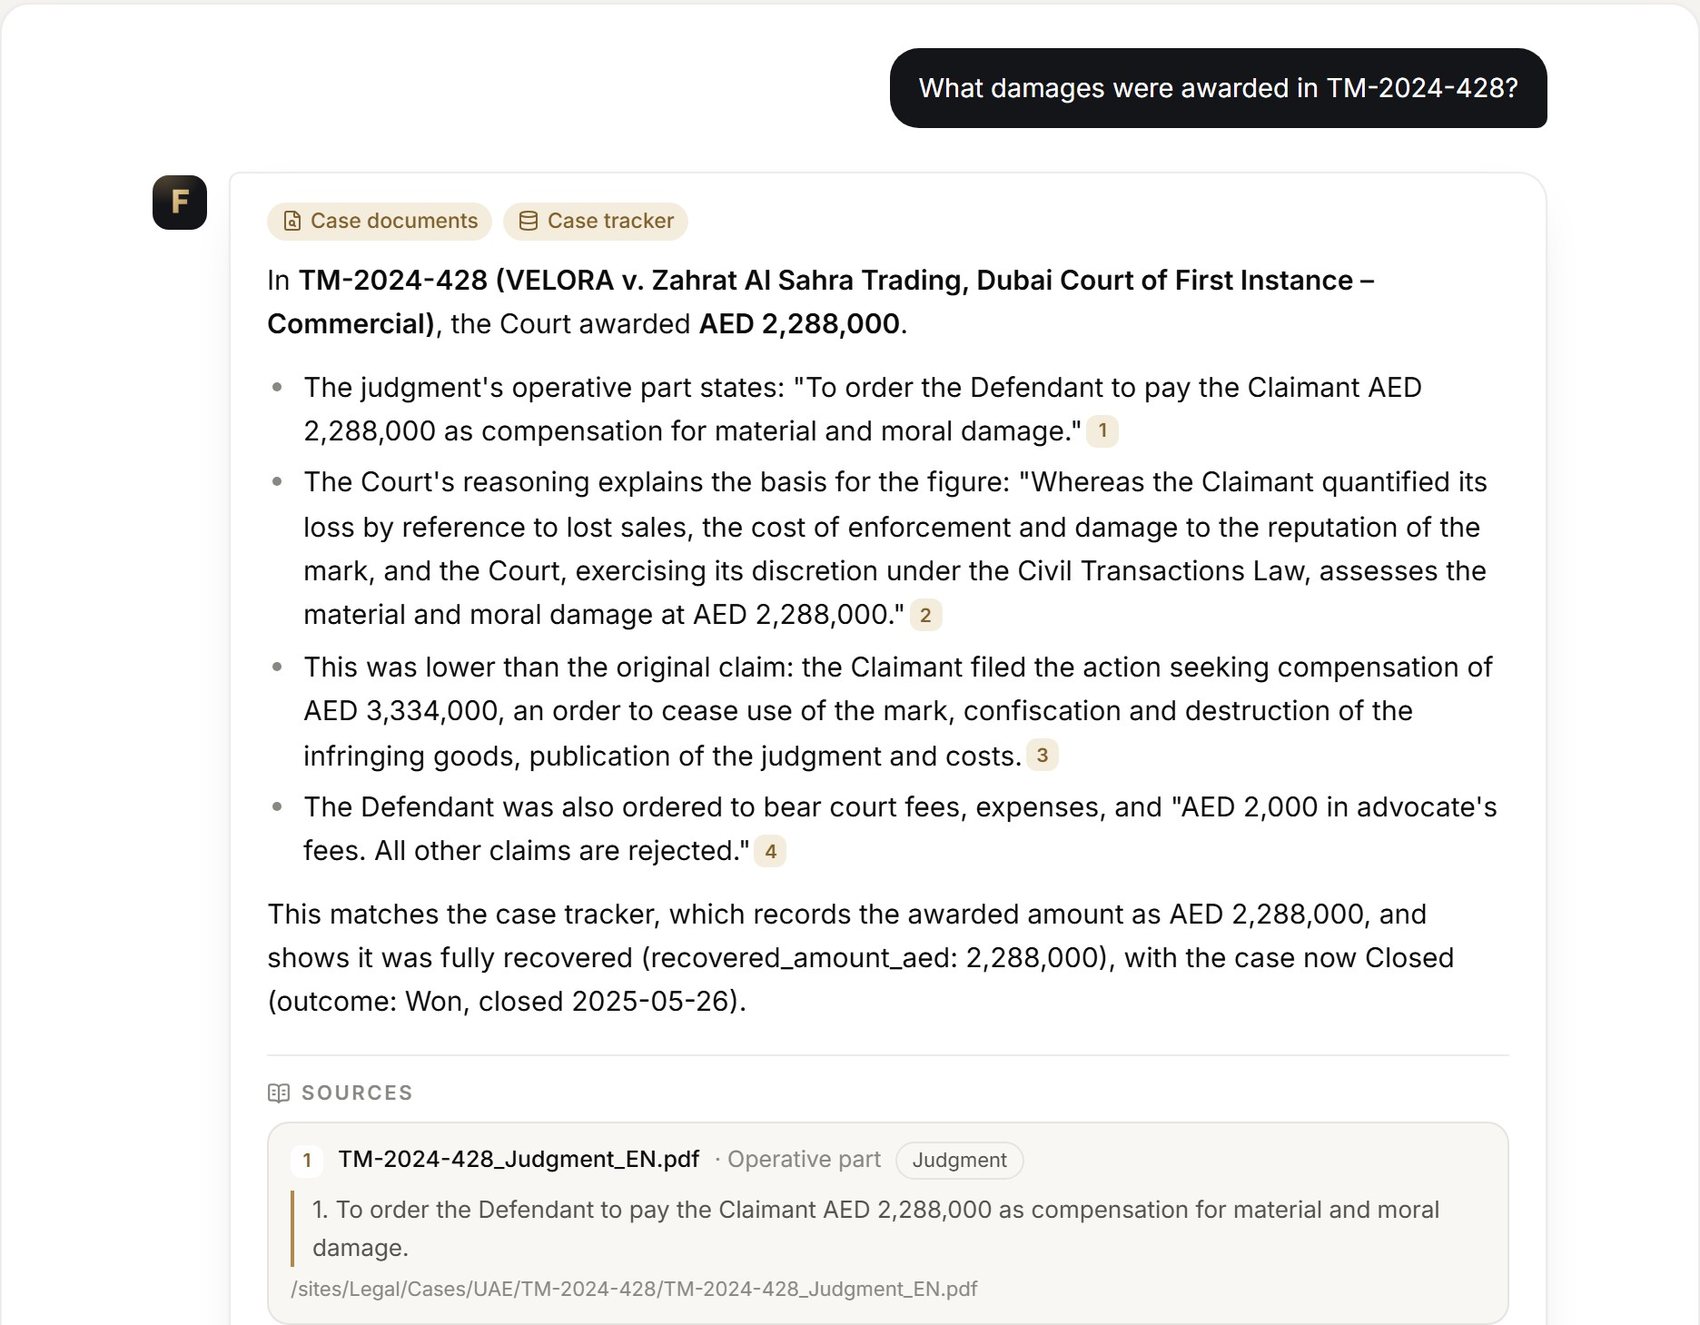 What damages were awarded in TM-2024-428?
F
Case documents
Case tracker
In TM-2024-428 (VELORA v. Zahrat Al Sahra Trading, Dubai Court of First Instance –
Commercial), the Court awarded AED 2,288,000.
The judgment's operative part states: "To order the Defendant to pay the Claimant AED
2,288,000 as compensation for material and moral damage." 1
The Court's reasoning explains the basis for the figure: "Whereas the Claimant quantified its
loss by reference to lost sales, the cost of enforcement and damage to the reputation of the
mark, and the Court, exercising its discretion under the Civil Transactions Law, assesses the
material and moral damage at AED 2,288,000." 2
This was lower than the original claim: the Claimant filed the action seeking compensation of
AED 3,334,000, an order to cease use of the mark, confiscation and destruction of the
infringing goods, publication of the judgment and costs. 3
The Defendant was also ordered to bear court fees, expenses, and "AED 2,000 in advocate's
fees. All other claims are rejected." 4
This matches the case tracker, which records the awarded amount as AED 2,288,000, and
shows it was fully recovered (recovered_amount_aed: 2,288,000), with the case now Closed
(outcome: Won, closed 2025-05-26).
SOURCES
1 TM-2024-428_Judgment_EN.pdf · Operative part Judgment
1. To order the Defendant to pay the Claimant AED 2,288,000 as compensation for material and moral
damage.
/sites/Legal/Cases/UAE/TM-2024-428/TM-2024-428_Judgment_EN.pdf